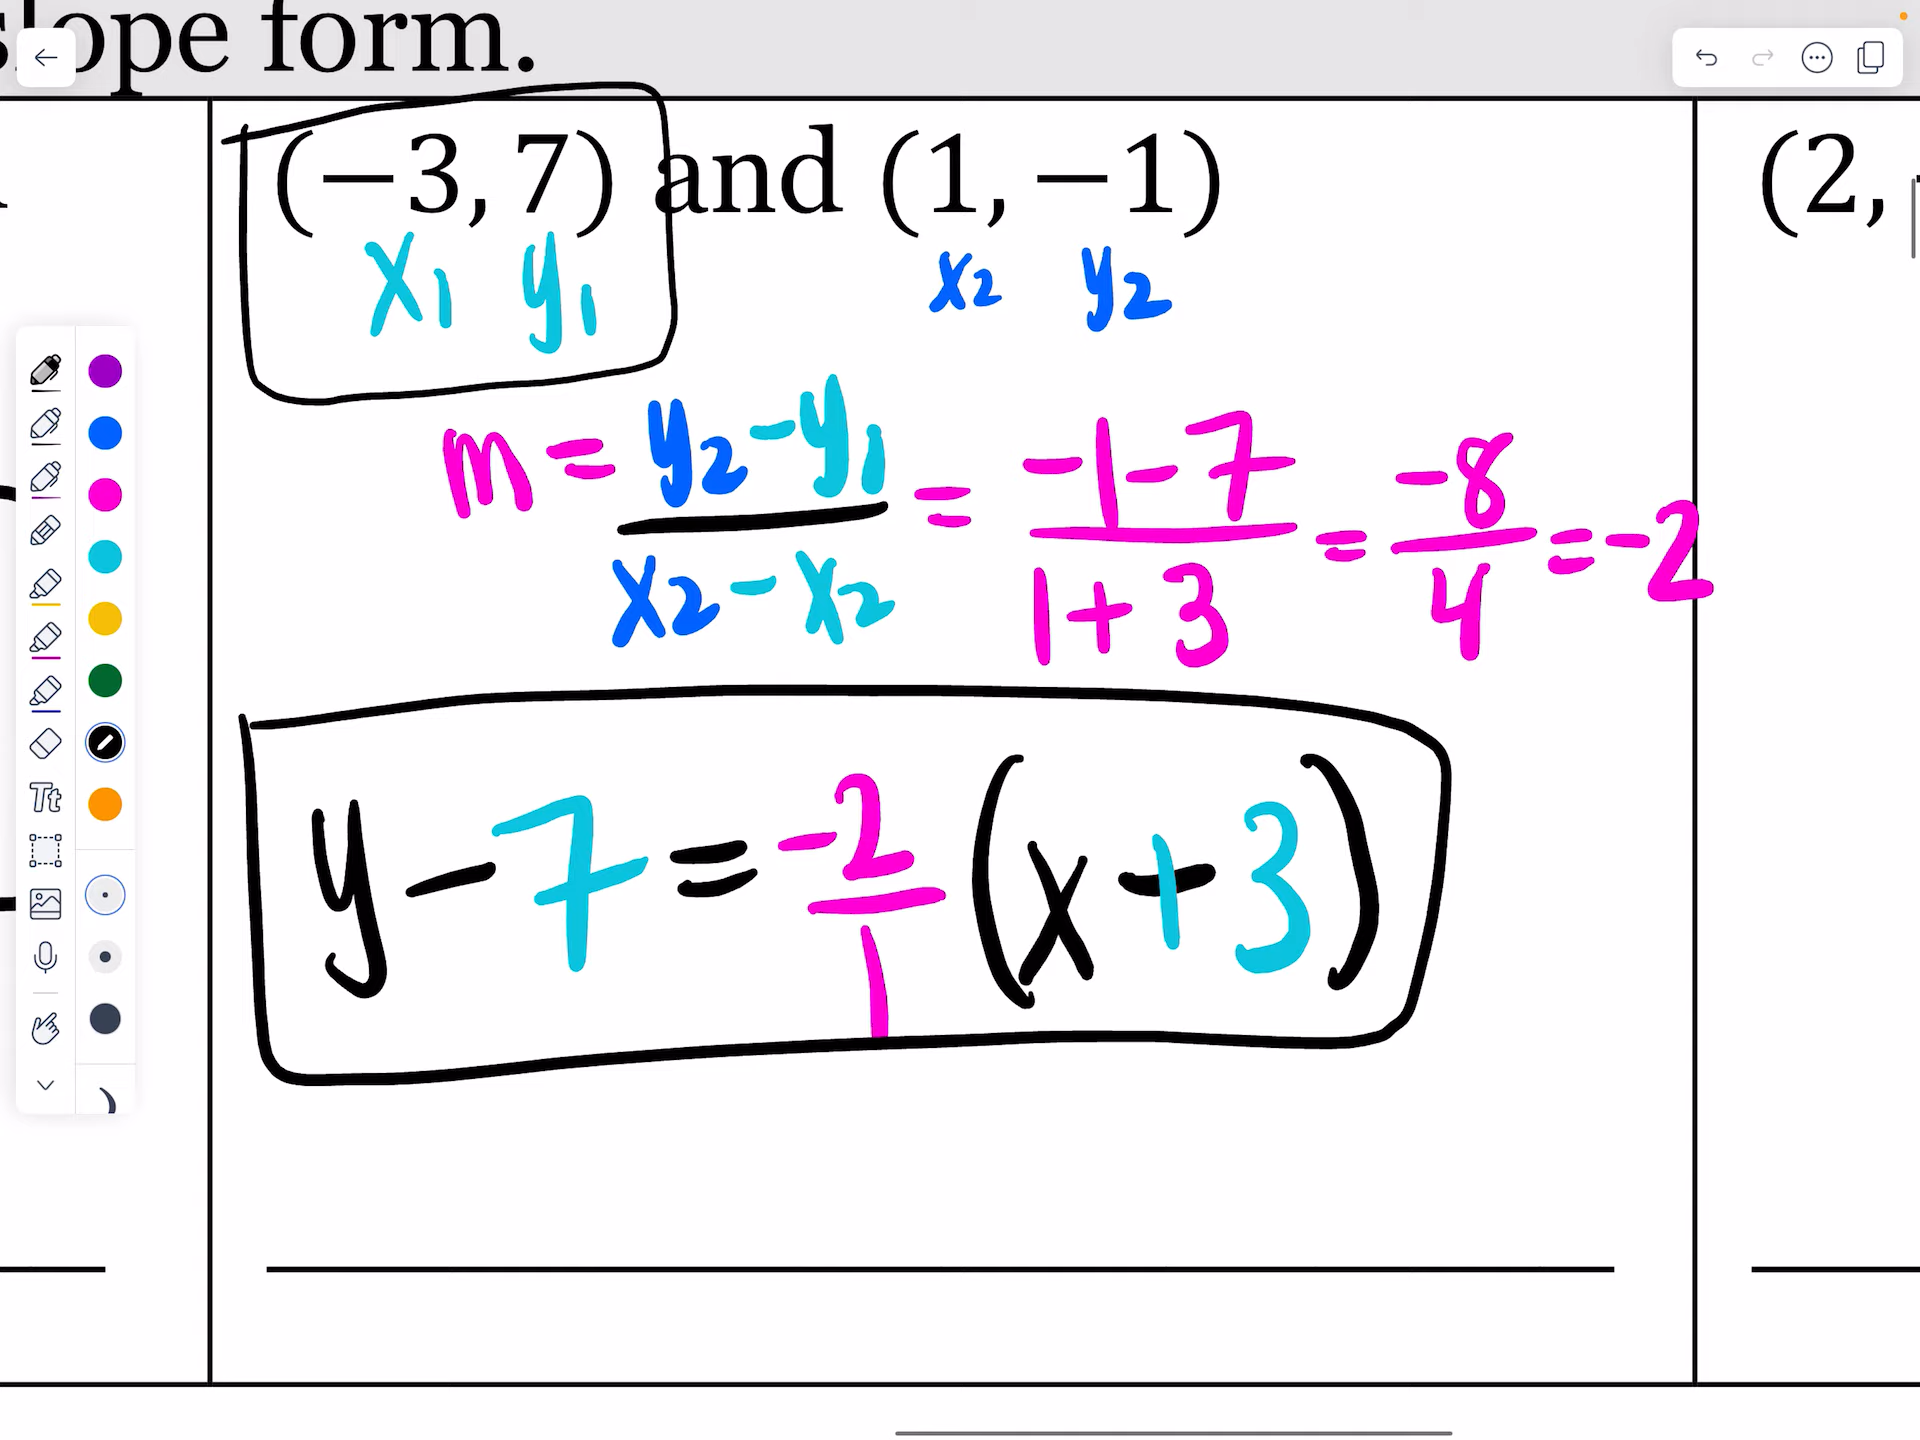 slope form.
(−3, 7) and (1, −1)
(2,
x1 y1 x2 y2
m = y2 - y1 / x2 - x2 = -1 - 7 / 1 + 3 = -8 / 4 = -2
y - 7 = -2/1 (x + 3)
Tt